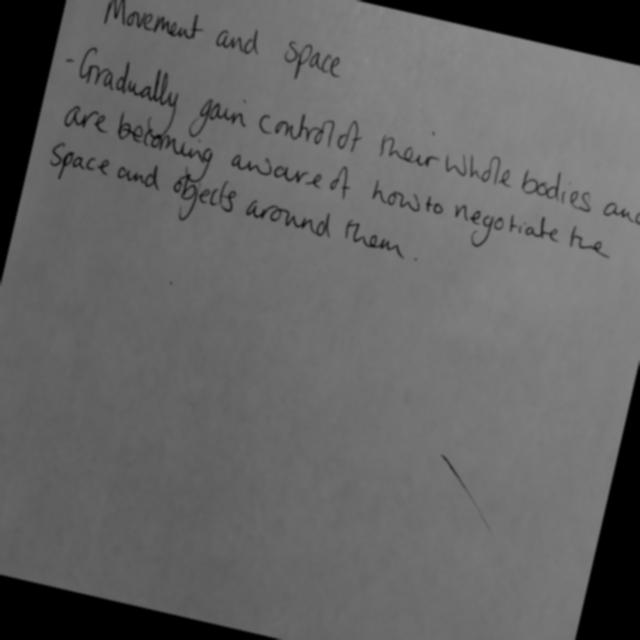 Movement and space
- Gradually gain control of their whole bodies and
are becoming aware of how to negotiate the
space and objects around them.